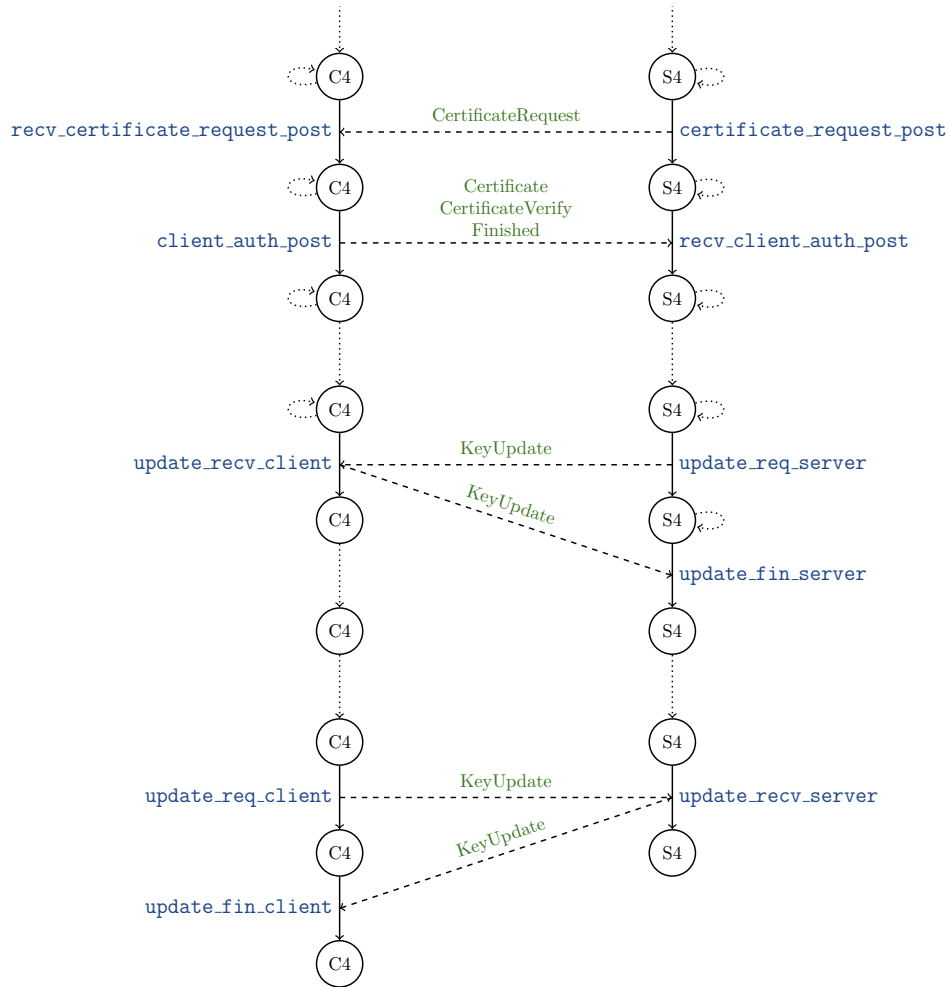 C4
S4
CertificateRequest
recv_certificate_request_post
certificate_request_post
C4
S4
Certificate
CertificateVerify
Finished
client_auth_post
recv_client_auth_post
C4
S4
C4
S4
KeyUpdate
update_recv_client
update_req_server
KeyUpdate
C4
S4
update_fin_server
C4
S4
C4
S4
KeyUpdate
update_req_client
update_recv_server
KeyUpdate
C4
S4
update_fin_client
C4